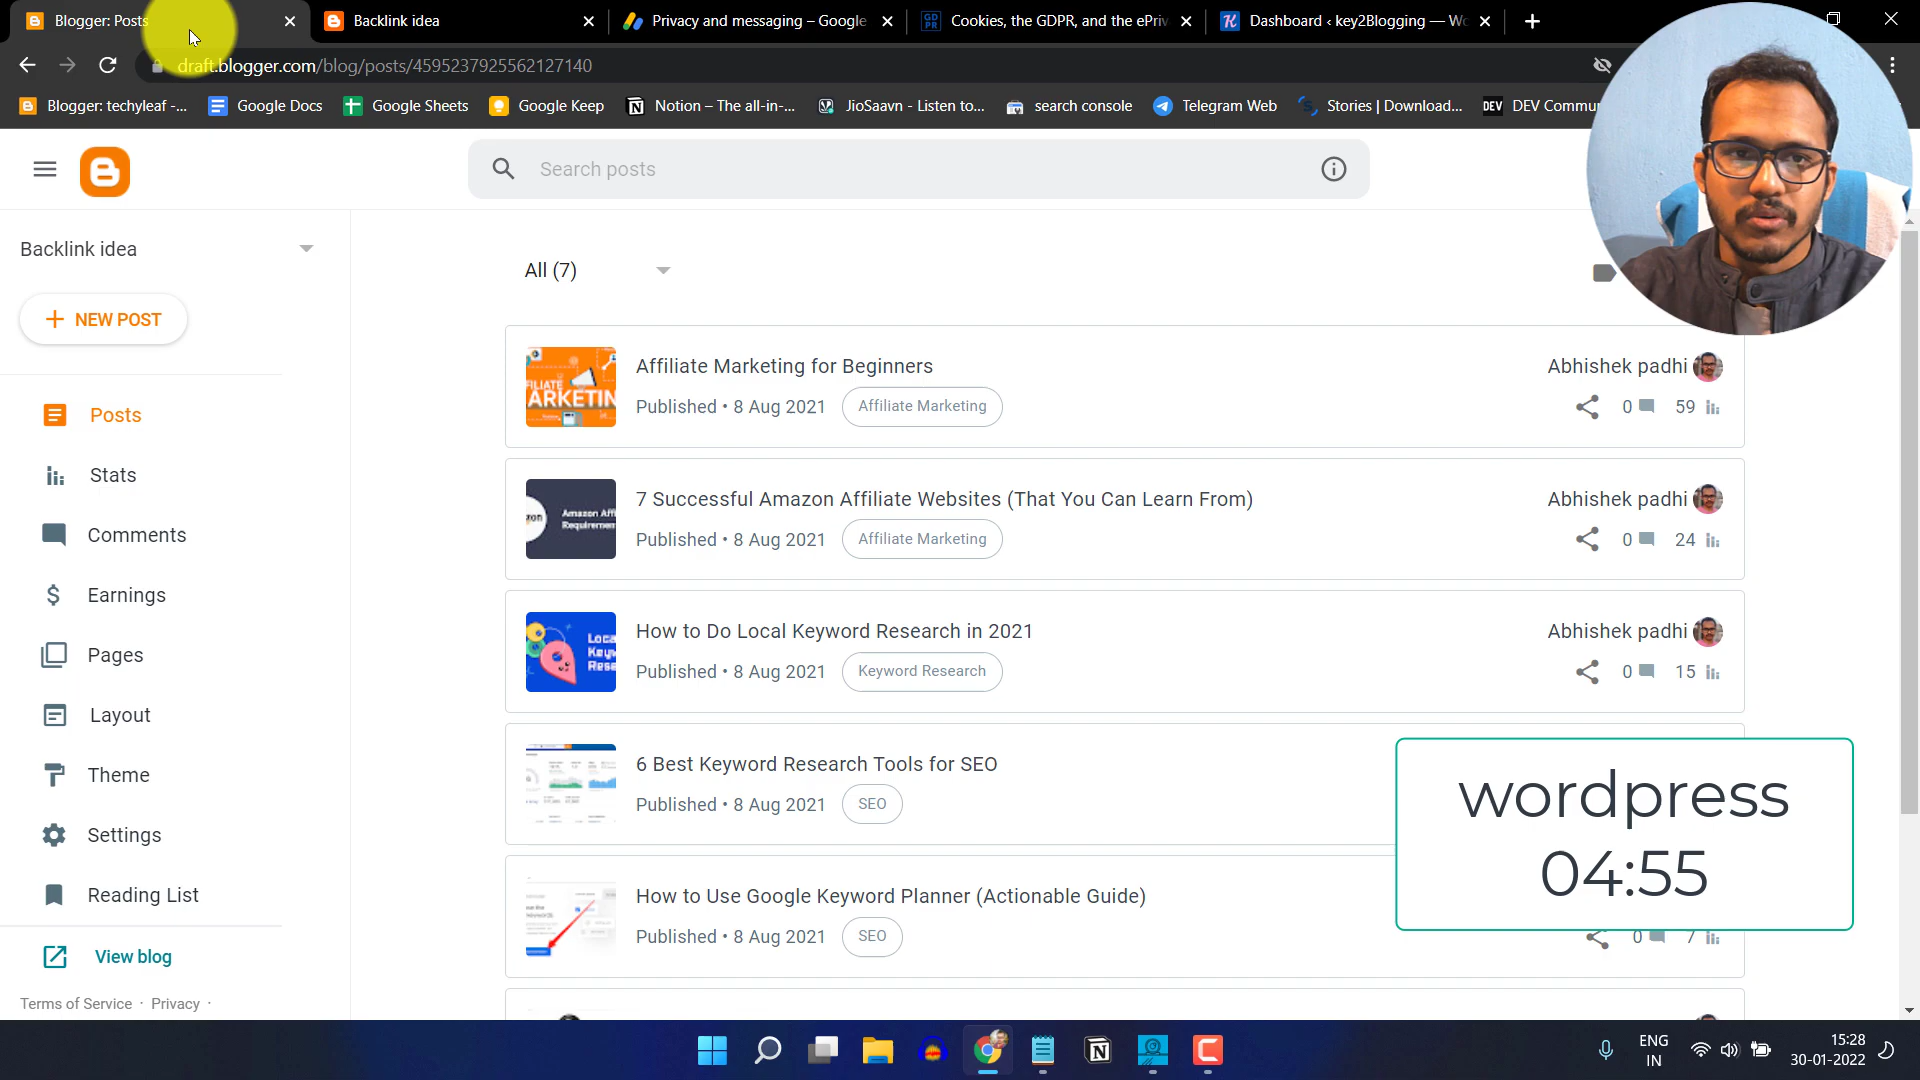 Blogger: Posts
Backlink idea
Privacy and messaging – Google
Cookies, the GDPR, and the ePriv
Dashboard ‹ key2Blogging — Wo
draft.blogger.com/blog/posts/4595237925562127140
Blogger: techyleaf -...
Google Docs
Google Sheets
Google Keep
Notion – The all-in-...
JioSaavn - Listen to...
search console
Telegram Web
Stories | Download...
DEV
DEV Commu
Search posts
Backlink idea
NEW POST
Posts
Stats
Comments
Earnings
Pages
Layout
Theme
Settings
Reading List
View blog
Terms of Service · Privacy ·
All (7)
Affiliate Marketing for Beginners
Abhishek padhi
Published • 8 Aug 2021
Affiliate Marketing
0
59
7 Successful Amazon Affiliate Websites (That You Can Learn From)
Abhishek padhi
Published • 8 Aug 2021
Affiliate Marketing
0
24
How to Do Local Keyword Research in 2021
Abhishek padhi
Published • 8 Aug 2021
Keyword Research
0
15
6 Best Keyword Research Tools for SEO
Published • 8 Aug 2021
SEO
How to Use Google Keyword Planner (Actionable Guide)
Published • 8 Aug 2021
SEO
0
7
wordpress
04:55
ENG
IN
15:28
30-01-2022